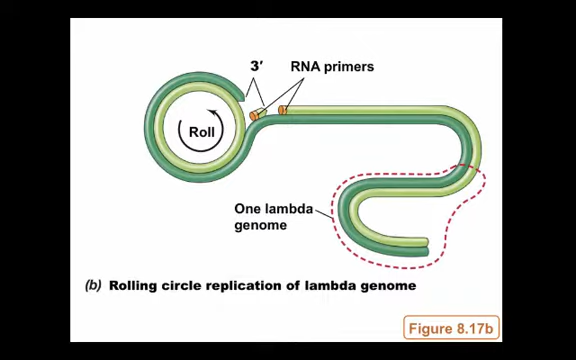 3′ RNA primers
Roll
One lambda
genome
(b) Rolling circle replication of lambda genome
Figure 8.17b